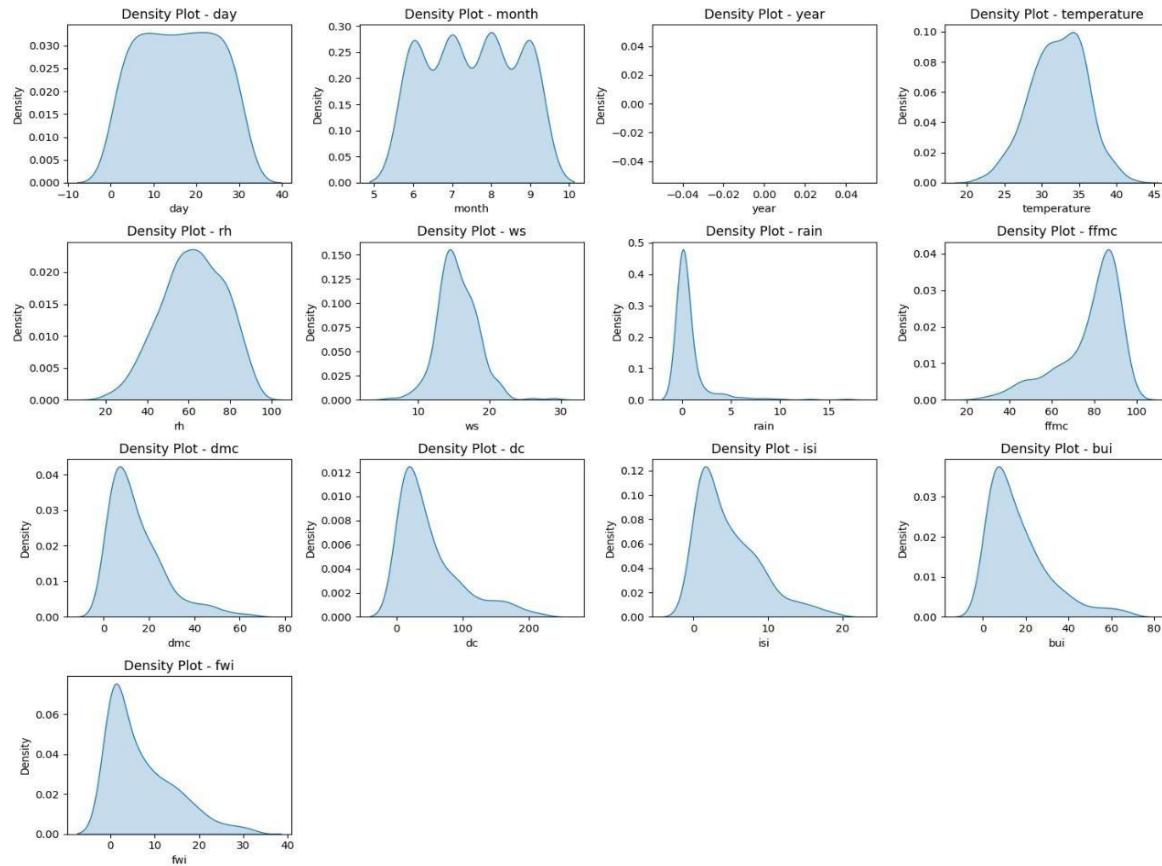 Density Plot - day
Density
0.030
0.025
0.020
0.015
0.010
0.005
0.000
−10 0 10 20 30 40
day
Density Plot - month
Density
0.30
0.25
0.20
0.15
0.10
0.05
0.00
5 6 7 8 9 10
month
Density Plot - year
Density
0.04
0.02
0.00
−0.02
−0.04
−0.04 −0.02 0.00 0.02 0.04
year
Density Plot - temperature
Density
0.10
0.08
0.06
0.04
0.02
0.00
20 25 30 35 40 45
temperature
Density Plot - rh
Density
0.020
0.015
0.010
0.005
0.000
20 40 60 80 100
rh
Density Plot - ws
Density
0.150
0.125
0.100
0.075
0.050
0.025
0.000
10 20 30
ws
Density Plot - rain
Density
0.5
0.4
0.3
0.2
0.1
0.0
0 5 10 15
rain
Density Plot - ffmc
Density
0.04
0.03
0.02
0.01
0.00
20 40 60 80 100
ffmc
Density Plot - dmc
Density
0.04
0.03
0.02
0.01
0.00
0 20 40 60 80
dmc
Density Plot - dc
Density
0.012
0.010
0.008
0.006
0.004
0.002
0.000
0 100 200
dc
Density Plot - isi
Density
0.12
0.10
0.08
0.06
0.04
0.02
0.00
0 10 20
isi
Density Plot - bui
Density
0.03
0.02
0.01
0.00
0 20 40 60 80
bui
Density Plot - fwi
Density
0.06
0.04
0.02
0.00
0 10 20 30 40
fwi